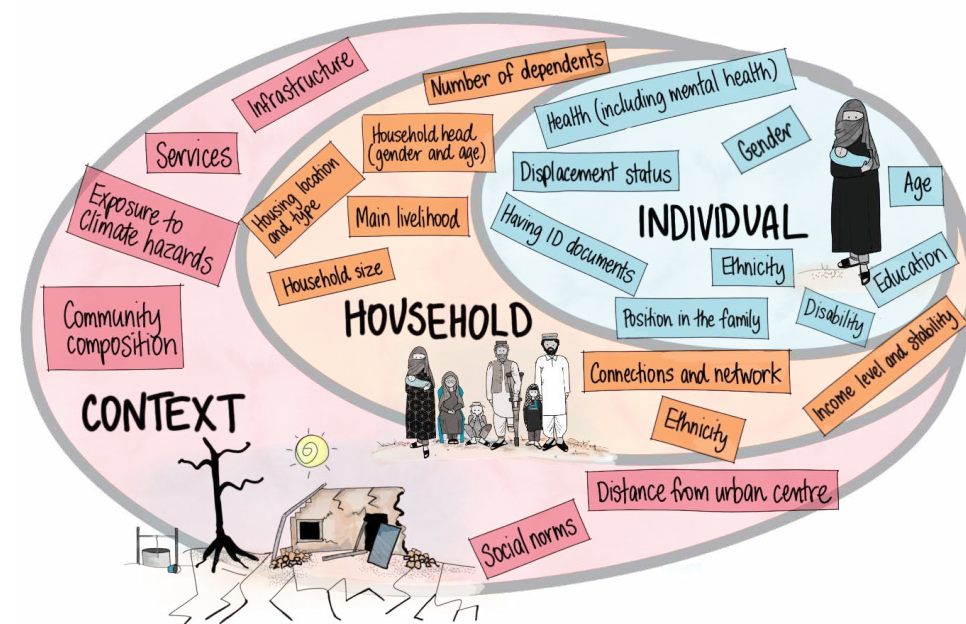 Infrastructure
Services
Exposure to
Climate hazards
Community
composition
CONTEXT
Social norms
Distance from urban centre
Number of dependents
Household head
(gender and age)
Housing location
and type
Main livelihood
Household size
HOUSEHOLD
Connections and network
Ethnicity
Income level and stability
Health (including mental health)
Gender
Displacement status
Age
INDIVIDUAL
Having ID documents
Ethnicity
Education
Position in the family
Disability